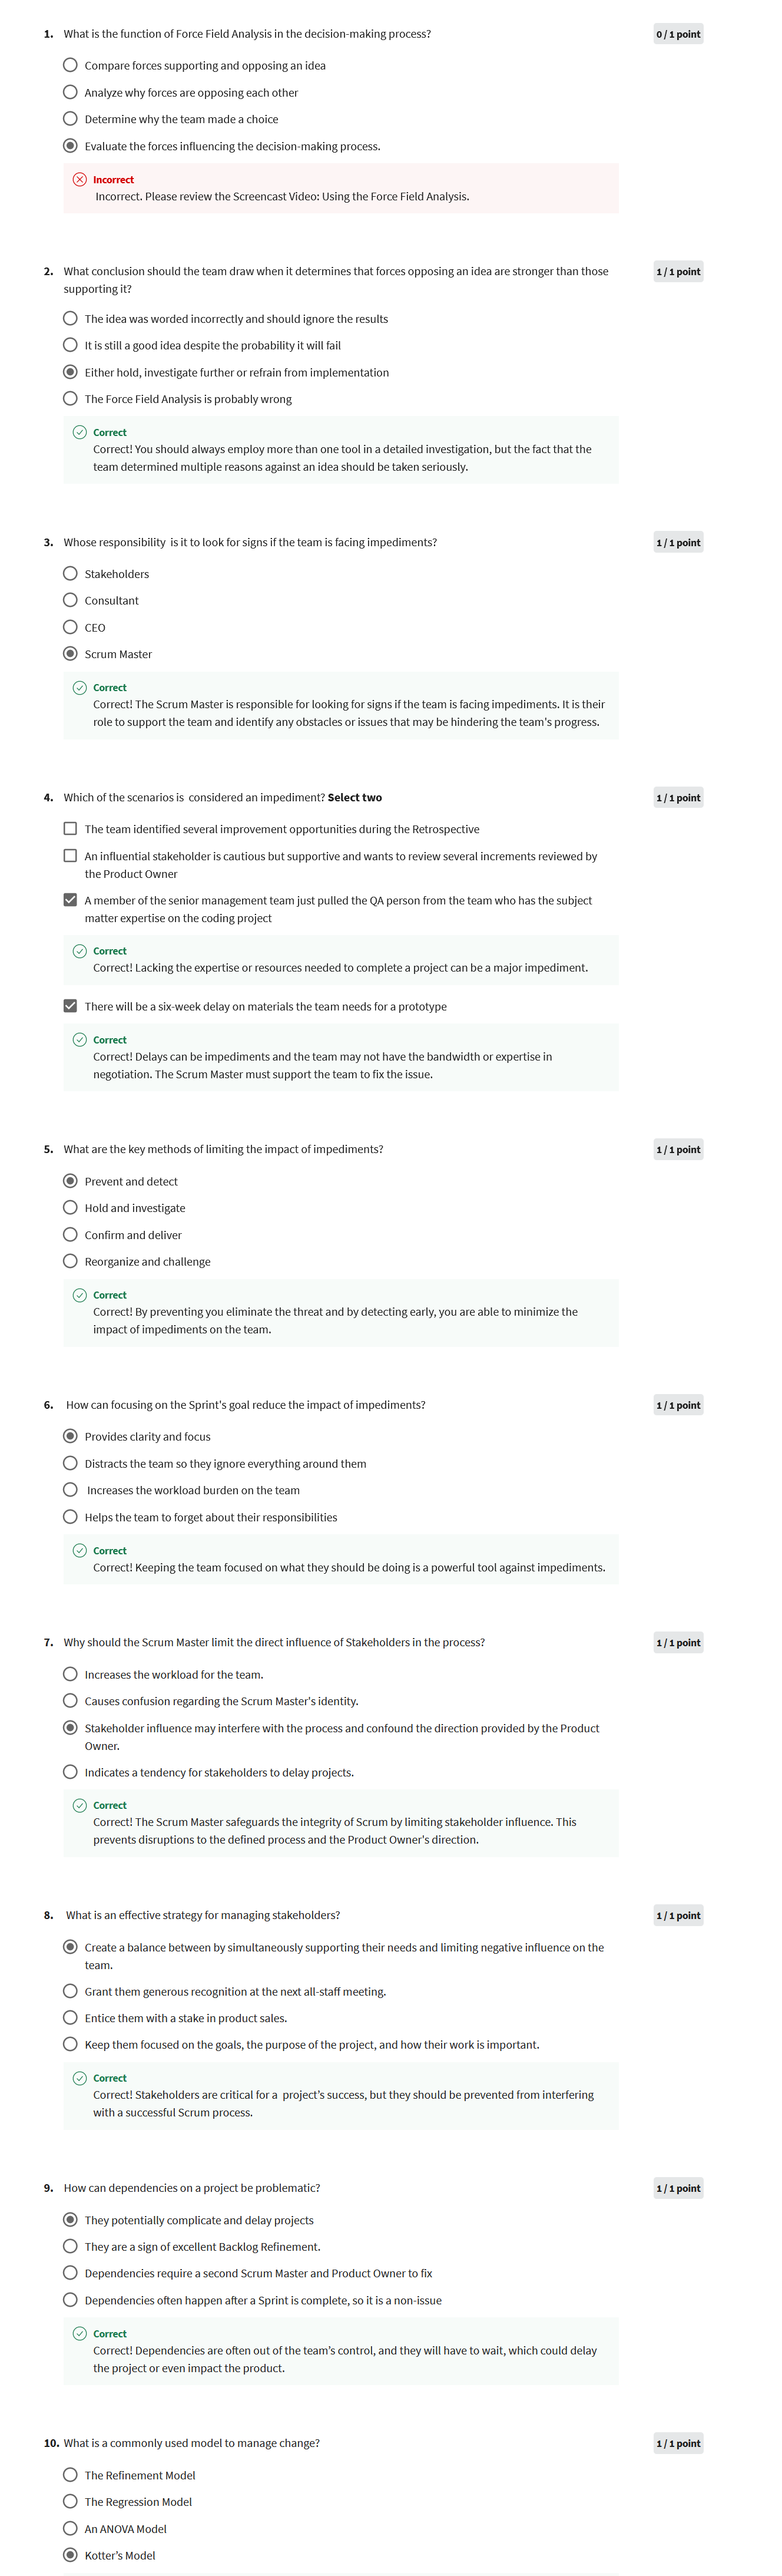 1. What is the function of Force Field Analysis in the decision-making process?
0 / 1 point
Compare forces supporting and opposing an idea
Analyze why forces are opposing each other
Determine why the team made a choice
Evaluate the forces influencing the decision-making process.
Incorrect
Incorrect. Please review the Screencast Video: Using the Force Field Analysis.
2. What conclusion should the team draw when it determines that forces opposing an idea are stronger than those
supporting it?
1 / 1 point
The idea was worded incorrectly and should ignore the results
It is still a good idea despite the probability it will fail
Either hold, investigate further or refrain from implementation
The Force Field Analysis is probably wrong
Correct
Correct! You should always employ more than one tool in a detailed investigation, but the fact that the
team determined multiple reasons against an idea should be taken seriously.
3. Whose responsibility is it to look for signs if the team is facing impediments?
1 / 1 point
Stakeholders
Consultant
CEO
Scrum Master
Correct
Correct! The Scrum Master is responsible for looking for signs if the team is facing impediments. It is their
role to support the team and identify any obstacles or issues that may be hindering the team's progress.
4. Which of the scenarios is considered an impediment? Select two
1 / 1 point
The team identified several improvement opportunities during the Retrospective
An influential stakeholder is cautious but supportive and wants to review several increments reviewed by
the Product Owner
A member of the senior management team just pulled the QA person from the team who has the subject
matter expertise on the coding project
Correct
Correct! Lacking the expertise or resources needed to complete a project can be a major impediment.
There will be a six-week delay on materials the team needs for a prototype
Correct
Correct! Delays can be impediments and the team may not have the bandwidth or expertise in
negotiation. The Scrum Master must support the team to fix the issue.
5. What are the key methods of limiting the impact of impediments?
1 / 1 point
Prevent and detect
Hold and investigate
Confirm and deliver
Reorganize and challenge
Correct
Correct! By preventing you eliminate the threat and by detecting early, you are able to minimize the
impact of impediments on the team.
6. How can focusing on the Sprint's goal reduce the impact of impediments?
1 / 1 point
Provides clarity and focus
Distracts the team so they ignore everything around them
Increases the workload burden on the team
Helps the team to forget about their responsibilities
Correct
Correct! Keeping the team focused on what they should be doing is a powerful tool against impediments.
7. Why should the Scrum Master limit the direct influence of Stakeholders in the process?
1 / 1 point
Increases the workload for the team.
Causes confusion regarding the Scrum Master's identity.
Stakeholder influence may interfere with the process and confound the direction provided by the Product
Owner.
Indicates a tendency for stakeholders to delay projects.
Correct
Correct! The Scrum Master safeguards the integrity of Scrum by limiting stakeholder influence. This
prevents disruptions to the defined process and the Product Owner's direction.
8. What is an effective strategy for managing stakeholders?
1 / 1 point
Create a balance between by simultaneously supporting their needs and limiting negative influence on the
team.
Grant them generous recognition at the next all-staff meeting.
Entice them with a stake in product sales.
Keep them focused on the goals, the purpose of the project, and how their work is important.
Correct
Correct! Stakeholders are critical for a project's success, but they should be prevented from interfering
with a successful Scrum process.
9. How can dependencies on a project be problematic?
1 / 1 point
They potentially complicate and delay projects
They are a sign of excellent Backlog Refinement.
Dependencies require a second Scrum Master and Product Owner to fix
Dependencies often happen after a Sprint is complete, so it is a non-issue
Correct
Correct! Dependencies are often out of the team's control, and they will have to wait, which could delay
the project or even impact the product.
10. What is a commonly used model to manage change?
1 / 1 point
The Refinement Model
The Regression Model
An ANOVA Model
Kotter's Model